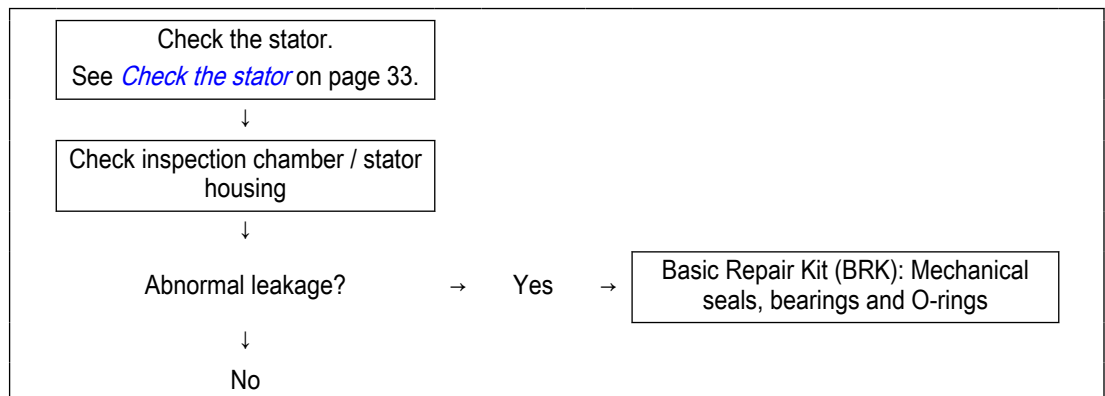 Check the stator.
See Check the stator on page 33.
↓
Check inspection chamber / stator
housing
↓
Abnormal leakage? → Yes → Basic Repair Kit (BRK): Mechanical
seals, bearings and O-rings
↓
No